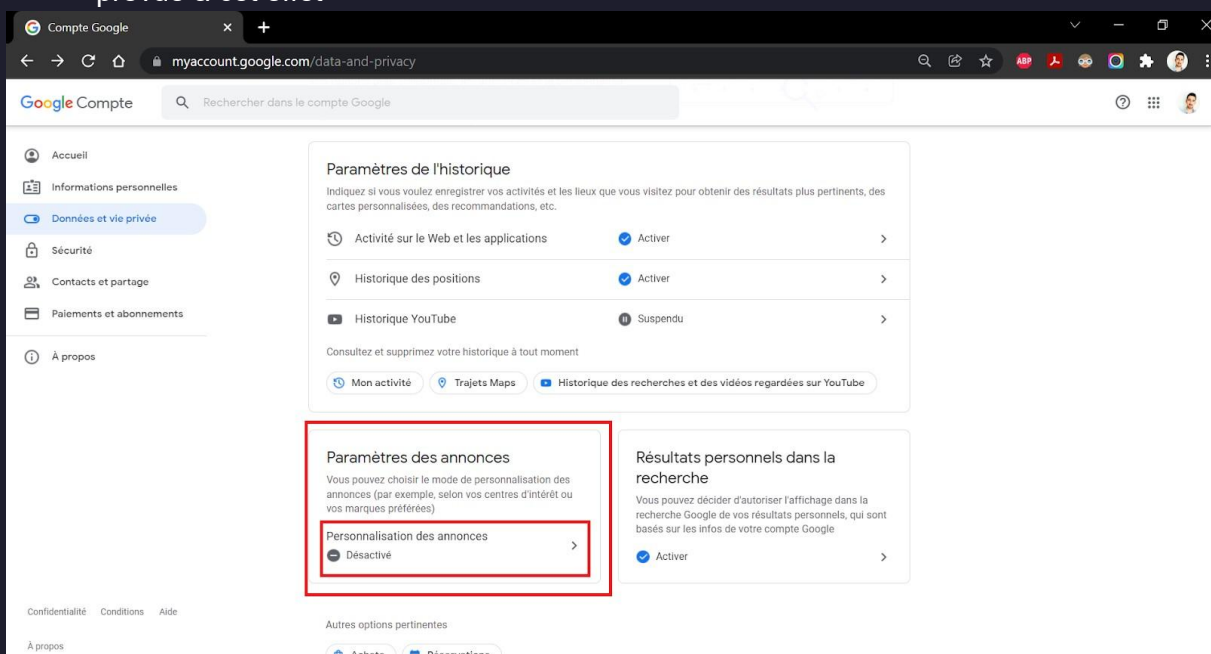 prévue à cet effet
Compte Google
myaccount.google.com/data-and-privacy
ABP
Google Compte
Rechercher dans le compte Google
Accueil
Informations personnelles
Données et vie privée
Sécurité
Contacts et partage
Paiements et abonnements
À propos
Paramètres de l'historique
Indiquez si vous voulez enregistrer vos activités et les lieux que vous visitez pour obtenir des résultats plus pertinents, des
cartes personnalisées, des recommandations, etc.
Activité sur le Web et les applications Activer
Historique des positions Activer
Historique YouTube Suspendu
Consultez et supprimez votre historique à tout moment
Mon activité Trajets Maps Historique des recherches et des vidéos regardées sur YouTube
Paramètres des annonces
Vous pouvez choisir le mode de personnalisation des
annonces (par exemple, selon vos centres d'intérêt ou
vos marques préférées)
Personnalisation des annonces
Désactivé
Résultats personnels dans la
recherche
Vous pouvez décider d'autoriser l'affichage dans la
recherche Google de vos résultats personnels, qui sont
basés sur les infos de votre compte Google
Activer
Autres options pertinentes
Achats Réservations
Confidentialité Conditions Aide
À propos